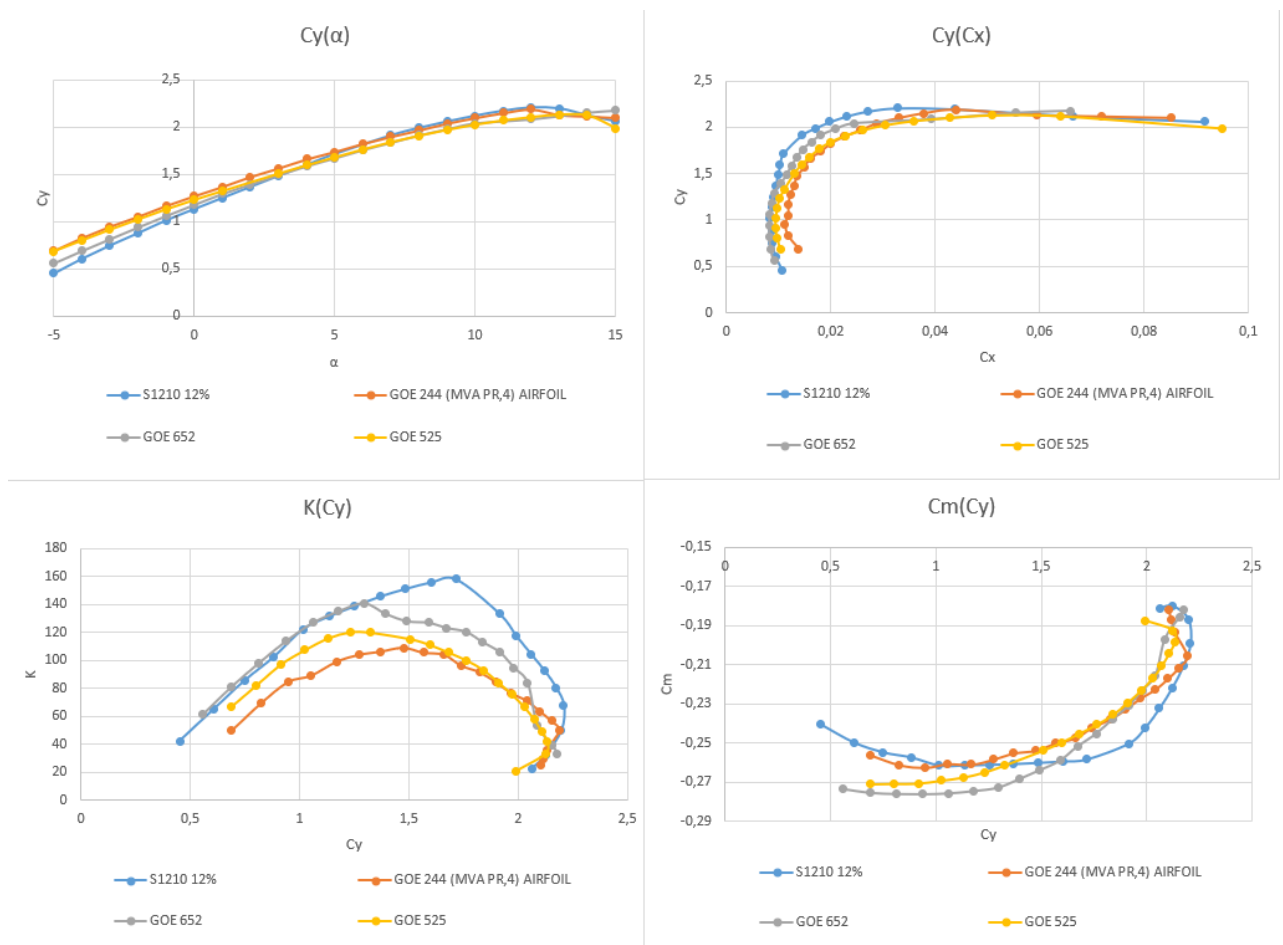 Cy(α)
2,5
2
1,5
1
0,5
0
-5
0
5
10
15
Cy
α
S1210 12%
GOE 244 (MVA PR,4) AIRFOIL
GOE 652
GOE 525
Cy(Cx)
2,5
2
1,5
1
0,5
0
0
0,02
0,04
0,06
0,08
0,1
Cy
Cx
S1210 12%
GOE 244 (MVA PR,4) AIRFOIL
GOE 652
GOE 525
K(Cy)
180
160
140
120
100
80
60
40
20
0
0
0,5
1
1,5
2
2,5
K
Cy
S1210 12%
GOE 244 (MVA PR,4) AIRFOIL
GOE 652
GOE 525
Cm(Cy)
-0,15
0
0,5
1
1,5
2
2,5
-0,17
-0,19
-0,21
-0,23
-0,25
-0,27
-0,29
Cm
Cy
S1210 12%
GOE 244 (MVA PR,4) AIRFOIL
GOE 652
GOE 525